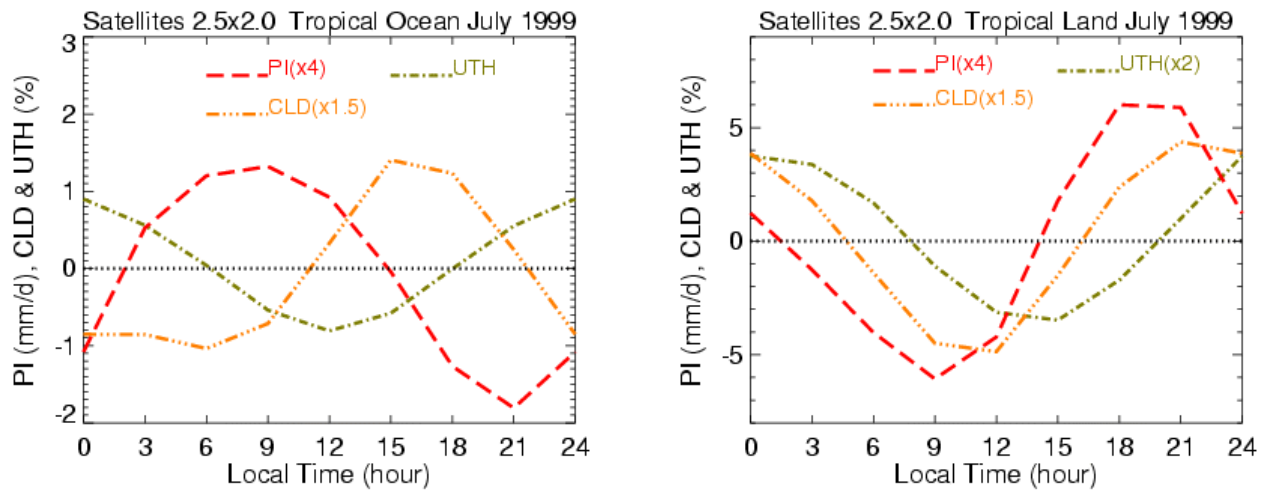 Satellites 2.5x2.0 Tropical Ocean July 1999
PI (mm/d), CLD & UTH (%)
3
2
1
0
-1
-2
PI(x4)
UTH
CLD(x1.5)
0 3 6 9 12 15 18 21 24
Local Time (hour)
Satellites 2.5x2.0 Tropical Land July 1999
PI (mm/d), CLD & UTH (%)
5
0
-5
PI(x4)
UTH(x2)
CLD(x1.5)
0 3 6 9 12 15 18 21 24
Local Time (hour)